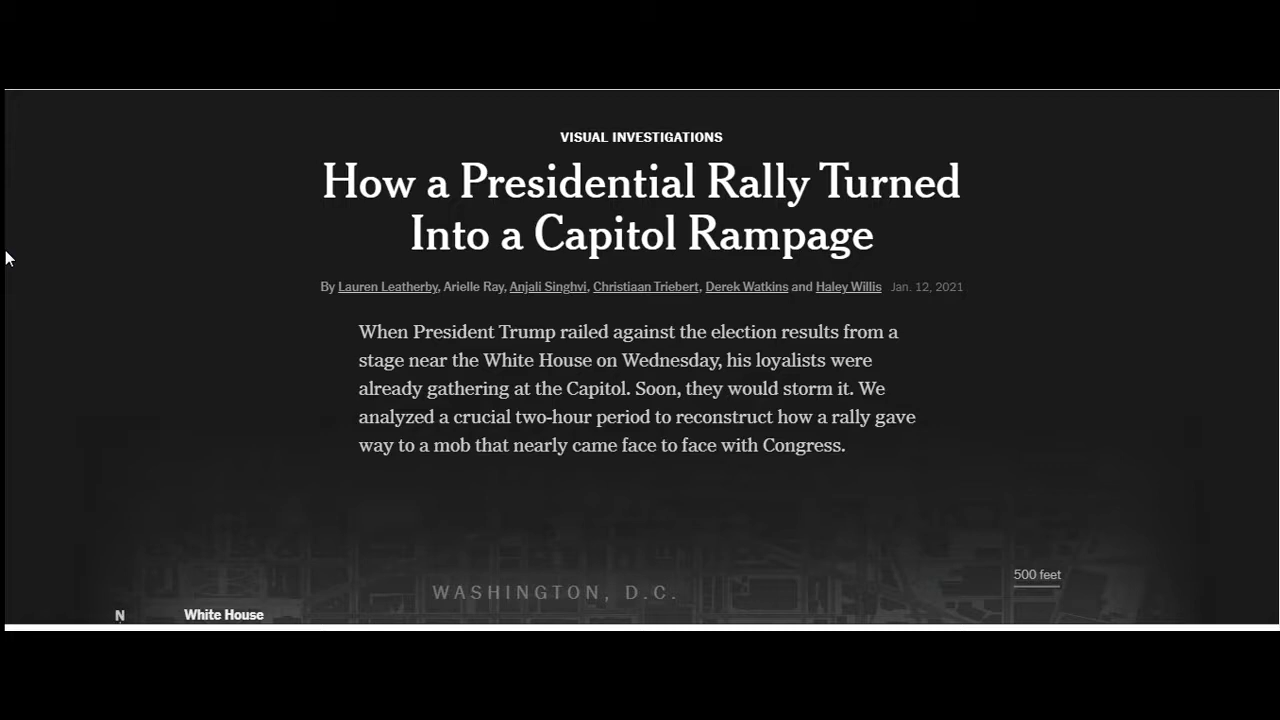 VISUAL INVESTIGATIONS
How a Presidential Rally Turned
Into a Capitol Rampage
By Lauren Leatherby, Arielle Ray, Anjali Singhvi, Christiaan Triebert, Derek Watkins and Haley Willis Jan. 12, 2021
When President Trump railed against the election results from a
stage near the White House on Wednesday, his loyalists were
already gathering at the Capitol. Soon, they would storm it. We
analyzed a crucial two-hour period to reconstruct how a rally gave
way to a mob that nearly came face to face with Congress.
500 feet
WASHINGTON, D.C.
N White House